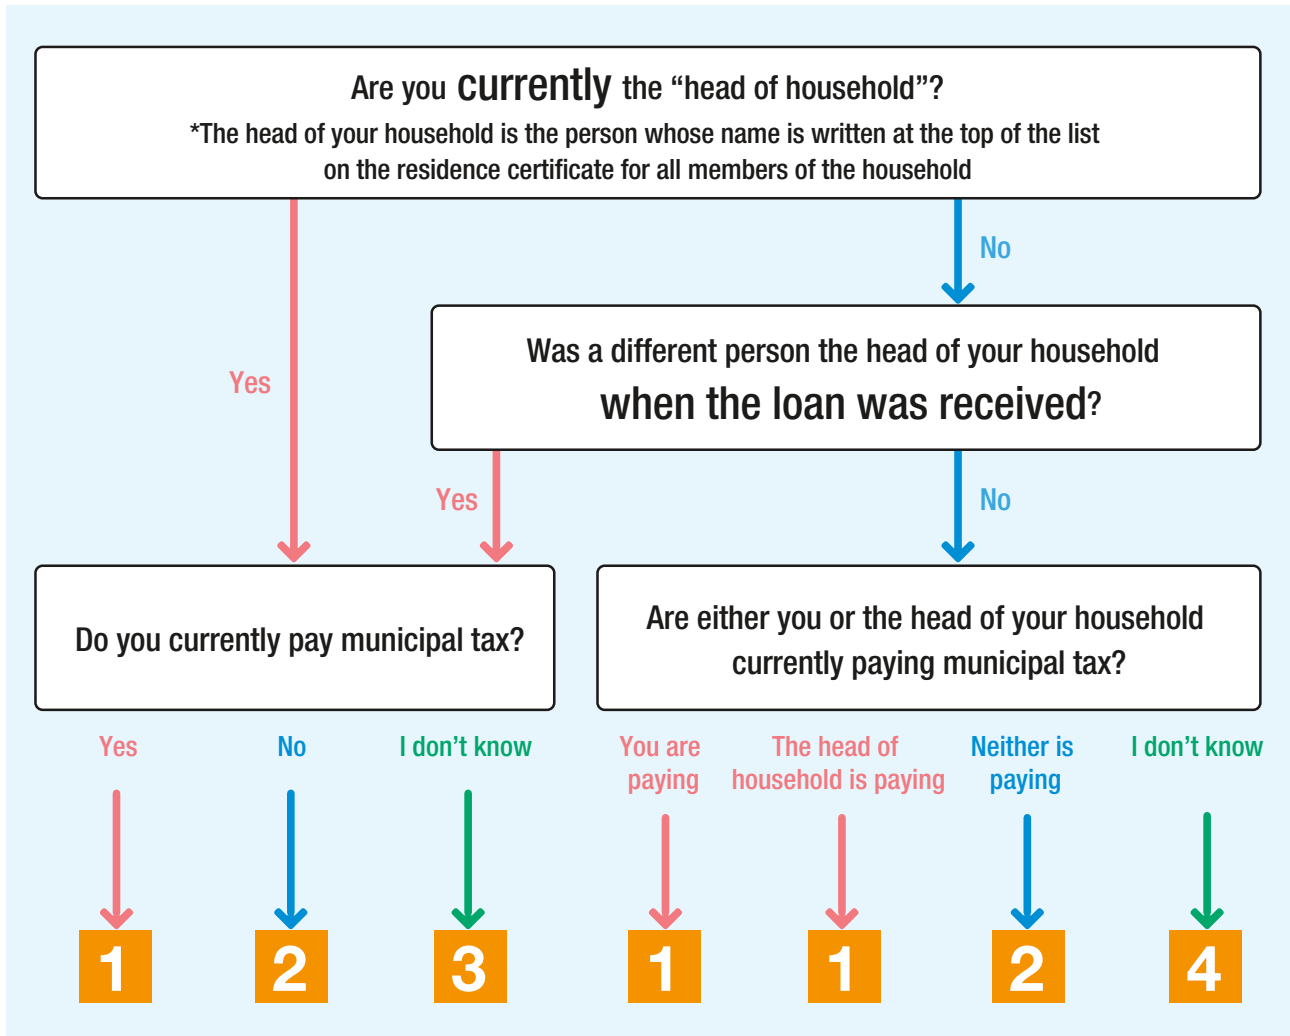 Are you currently the “head of household”?
*The head of your household is the person whose name is written at the top of the list
on the residence certificate for all members of the household
No
Yes
Was a different person the head of your household
when the loan was received?
Yes
No
Do you currently pay municipal tax?
Are either you or the head of your household
currently paying municipal tax?
Yes
No
I don’t know
You are
paying
The head of
household is paying
Neither is
paying
I don’t know
1
2
3
1
1
2
4